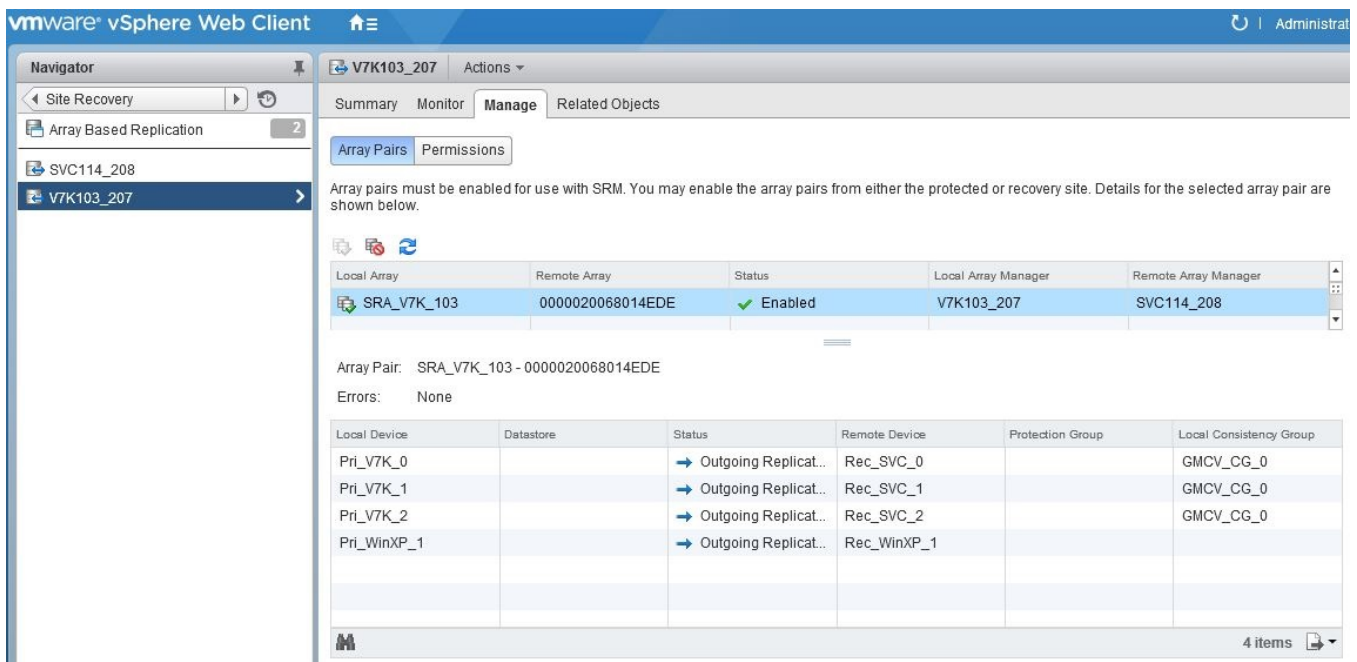 vmware® vSphere Web Client
Administrat
Navigator
V7K103_207 Actions
Site Recovery
Summary Monitor Manage Related Objects
Array Based Replication 2
Array Pairs Permissions
SVC114_208
V7K103_207
Array pairs must be enabled for use with SRM. You may enable the array pairs from either the protected or recovery site. Details for the selected array pair are
shown below.
Local Array Remote Array Status Local Array Manager Remote Array Manager
SRA_V7K_103 0000020068014EDE Enabled V7K103_207 SVC114_208
Array Pair: SRA_V7K_103 - 0000020068014EDE
Errors: None
Local Device Datastore Status Remote Device Protection Group Local Consistency Group
Pri_V7K_0 Outgoing Replicat... Rec_SVC_0 GMCV_CG_0
Pri_V7K_1 Outgoing Replicat... Rec_SVC_1 GMCV_CG_0
Pri_V7K_2 Outgoing Replicat... Rec_SVC_2 GMCV_CG_0
Pri_WinXP_1 Outgoing Replicat... Rec_WinXP_1
4 items